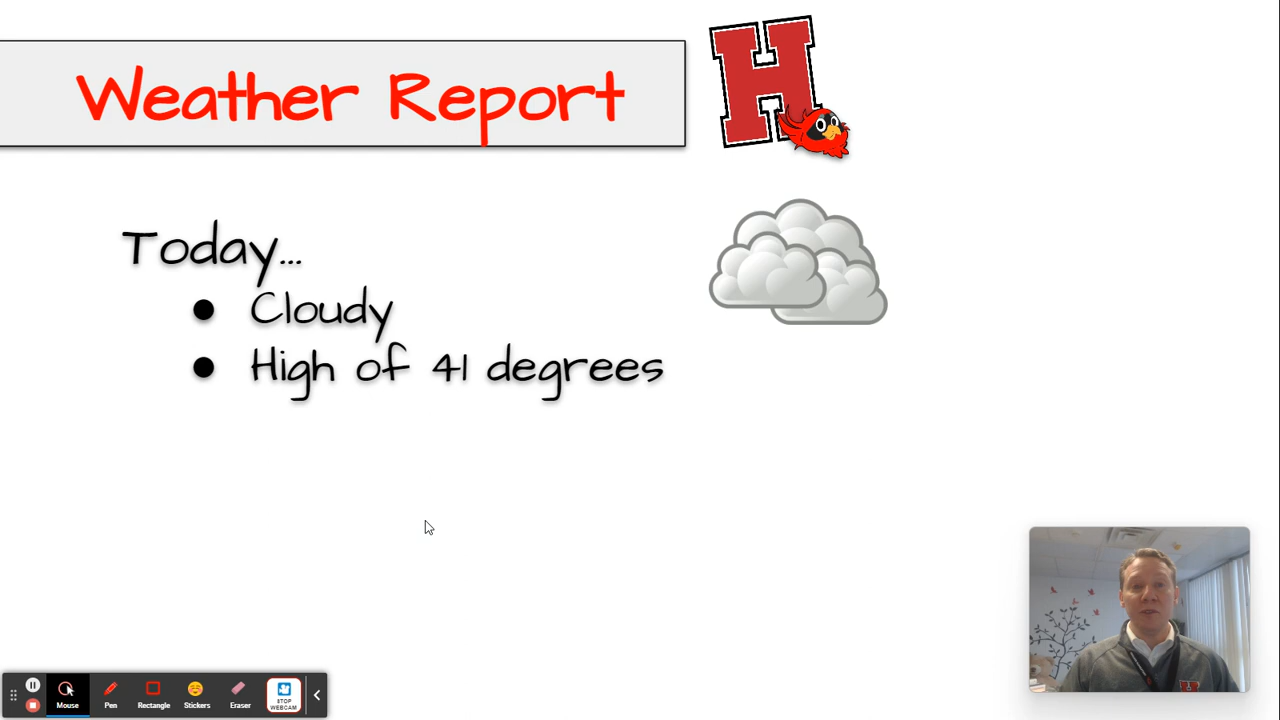 Weather Report
H
Today...
● Cloudy
● High of 41 degrees
Mouse
Pen
Rectangle
Stickers
Eraser
STOP
WEBCAM
H